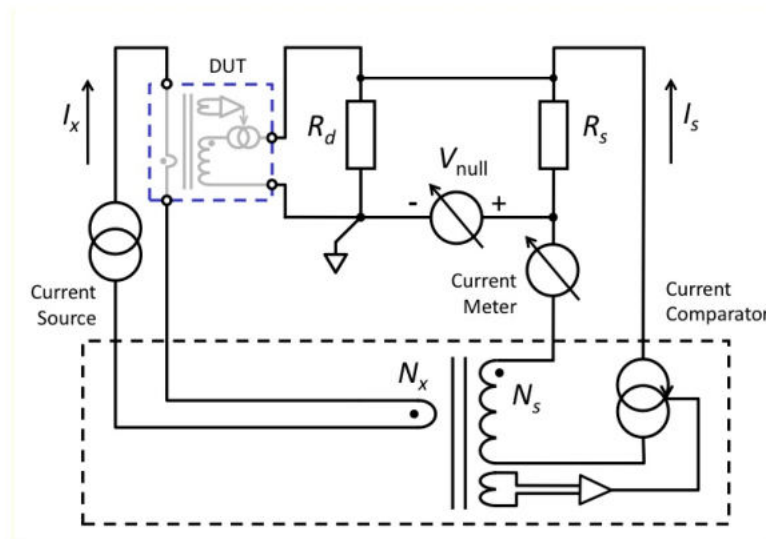 DUT
Ix
Rd
Rs
Is
Vnull
- +
Current
Source
Current
Meter
Current
Comparator
Nx
Ns